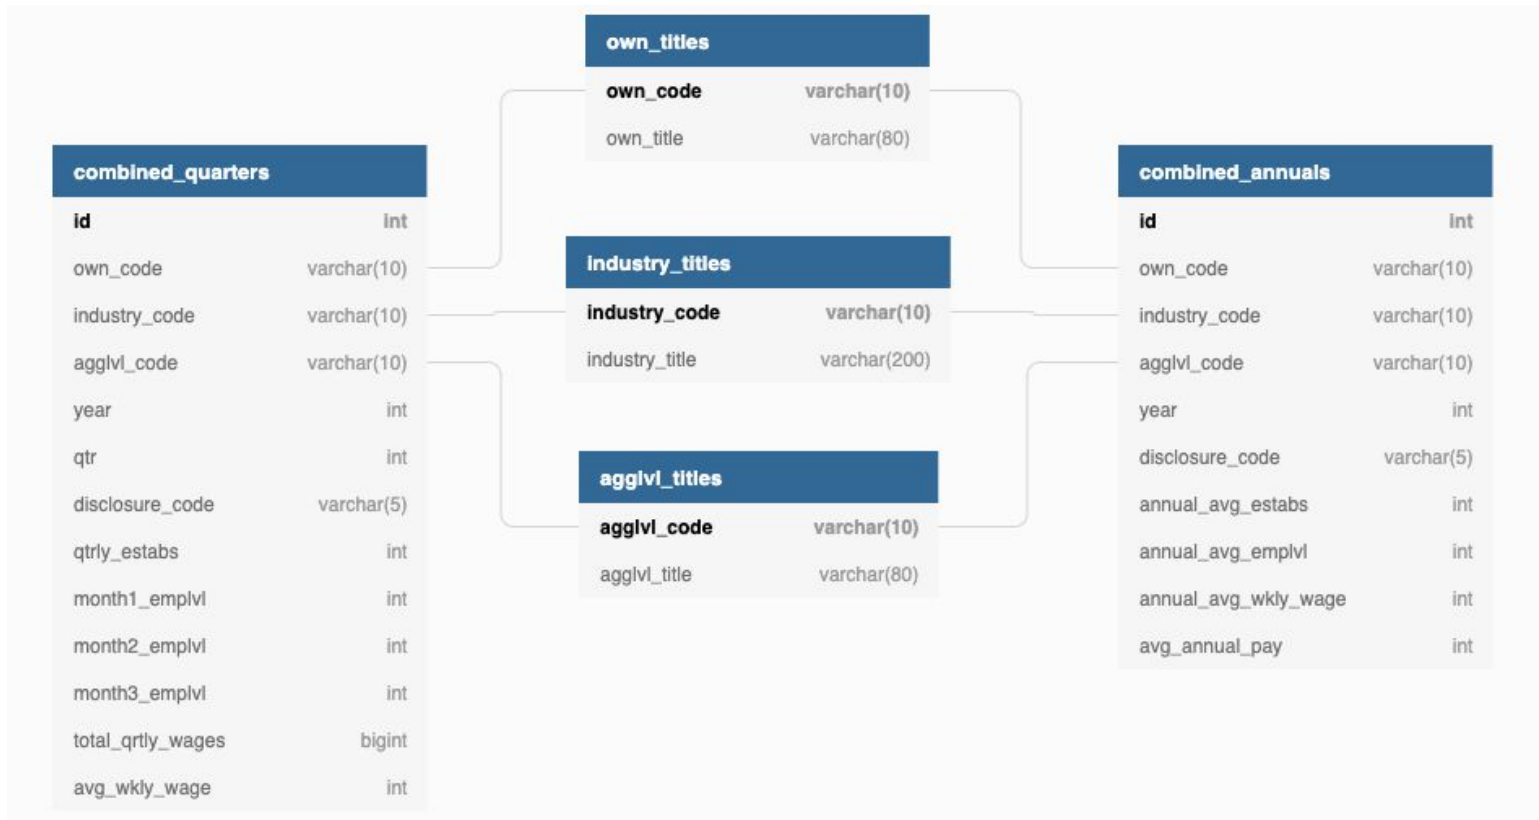 own_titles
own_code varchar(10)
own_title varchar(80)
combined_quarters
id int
own_code varchar(10)
industry_code varchar(10)
agglvl_code varchar(10)
year int
qtr int
disclosure_code varchar(5)
qtrly_estabs int
month1_emplvl int
month2_emplvl int
month3_emplvl int
total_qrtly_wages bigint
avg_wkly_wage int
industry_titles
industry_code varchar(10)
industry_title varchar(200)
agglvl_titles
agglvl_code varchar(10)
agglvl_title varchar(80)
combined_annuals
id int
own_code varchar(10)
industry_code varchar(10)
agglvl_code varchar(10)
year int
disclosure_code varchar(5)
annual_avg_estabs int
annual_avg_emplvl int
annual_avg_wkly_wage int
avg_annual_pay int